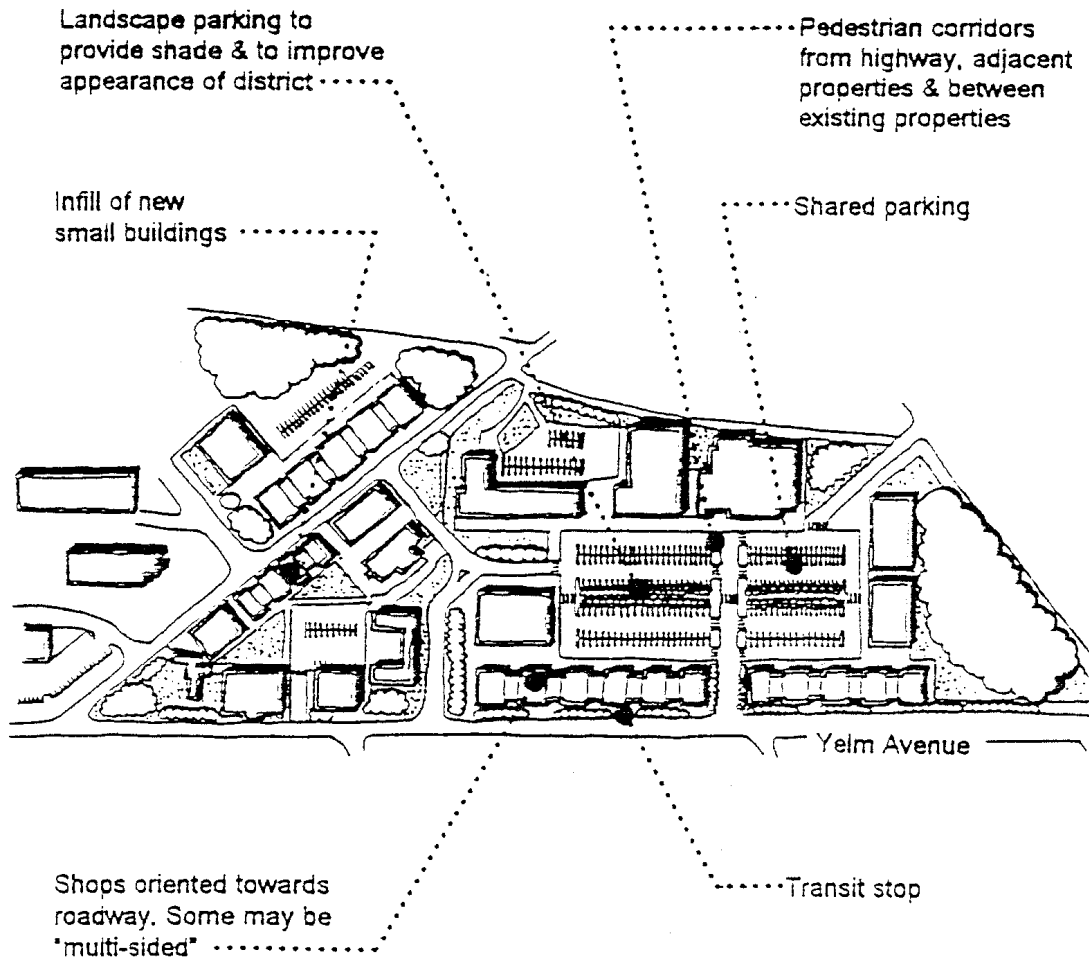 Landscape parking to
provide shade & to improve
appearance of district
Pedestrian corridors
from highway, adjacent
properties & between
existing properties
Infill of new
small buildings
Shared parking
Yelm Avenue
Shops oriented towards
roadway. Some may be
"multi-sided"
Transit stop